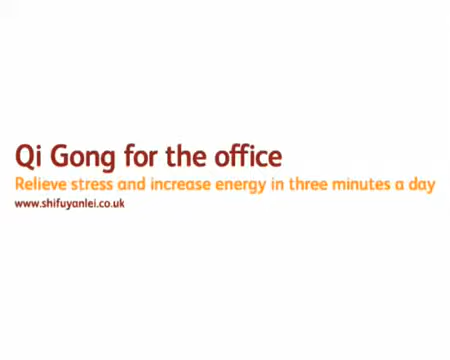 Qi Gong for the office
Relieve stress and increase energy in three minutes a day
www.shifuyanlei.co.uk